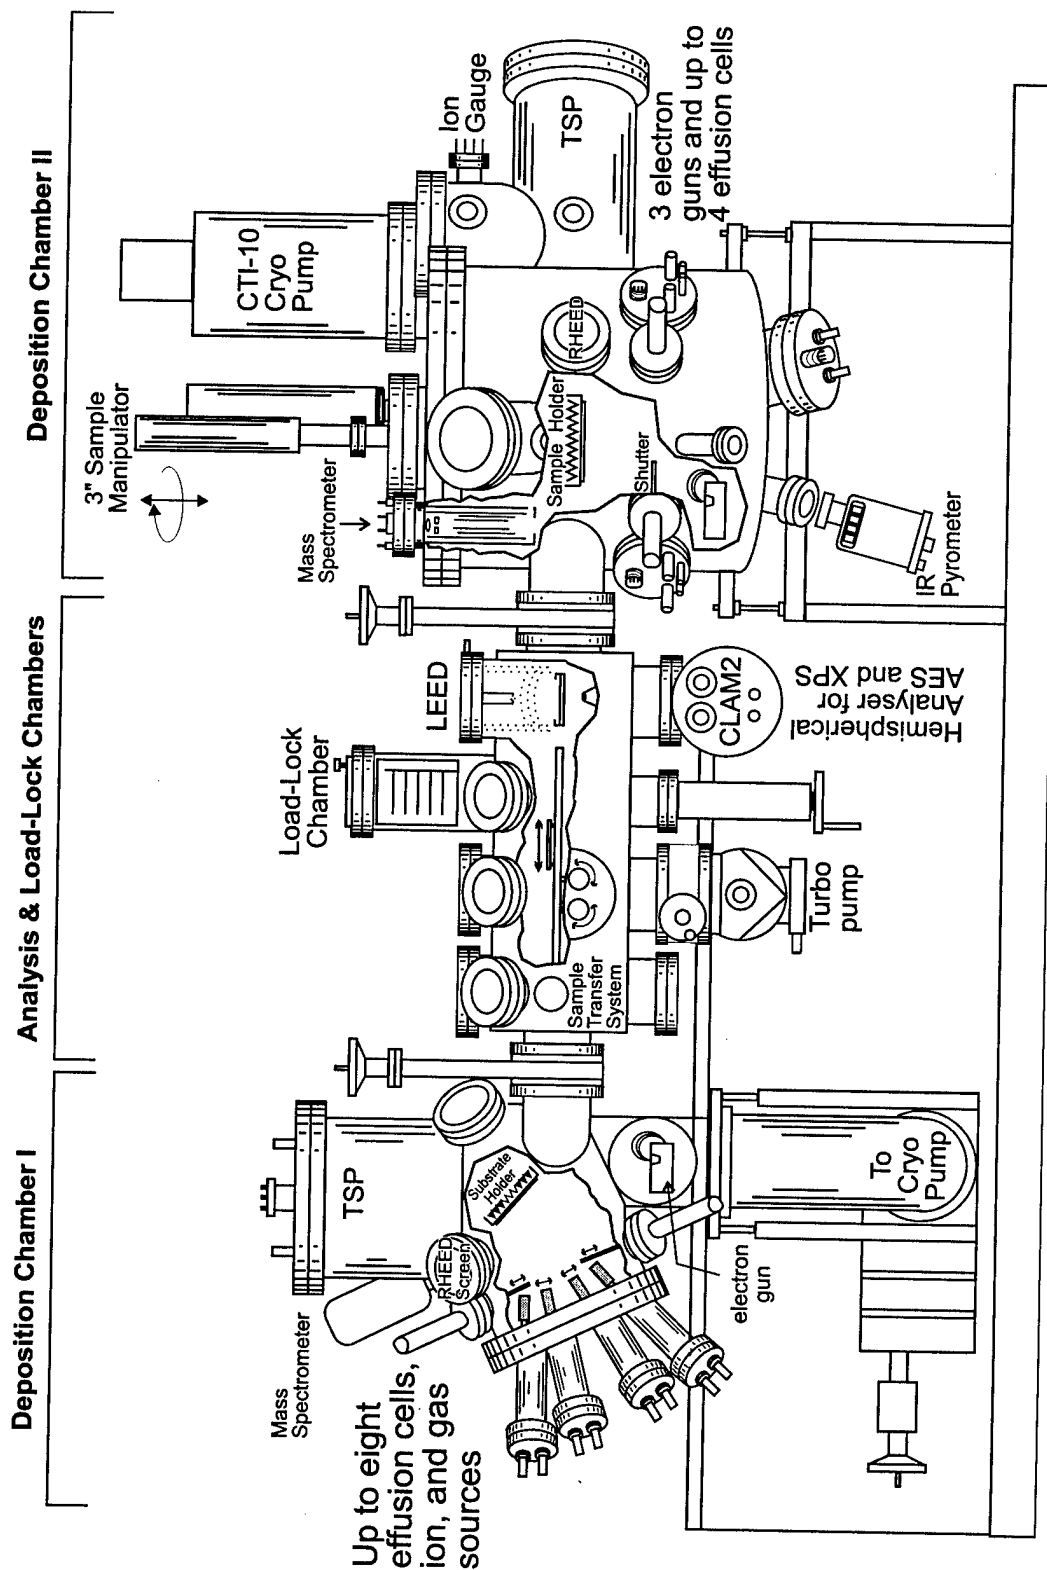 Deposition Chamber I
Analysis & Load-Lock Chambers
Deposition Chamber II
Mass
Spectrometer
TSP
Up to eight
effusion cells,
ion, and gas
sources
RHEED
Screen
Substrate
Holder
electron
gun
To
Cryo
Pump
Load-Lock
Chamber
LEED
Sample
Transfer
System
Turbo
pump
CLAM2
Hemispherical
Analyser for
AES and XPS
3" Sample
Manipulator
Mass
Spectrometer
CTI-10
Cryo
Pump
Ion
Gauge
TSP
Sample Holder
RHEED
Shutter
3 electron
guns and up to
4 effusion cells
IR
Pyrometer